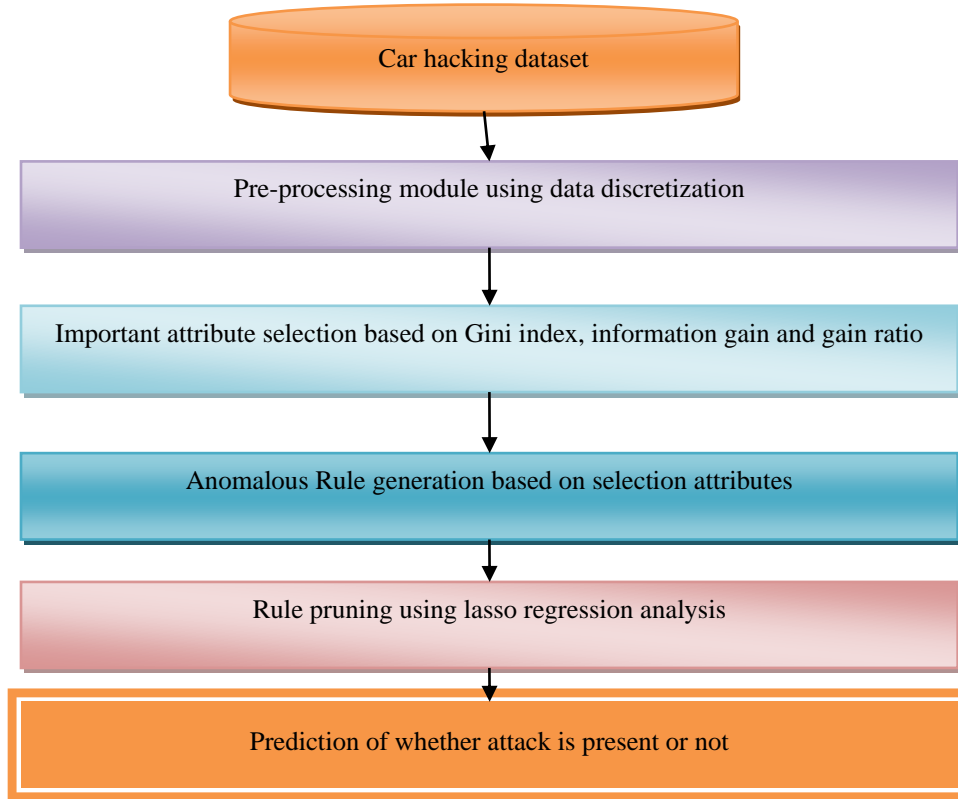 Car hacking dataset
Pre-processing module using data discretization
Important attribute selection based on Gini index, information gain and gain ratio
Anomalous Rule generation based on selection attributes
Rule pruning using lasso regression analysis
Prediction of whether attack is present or not